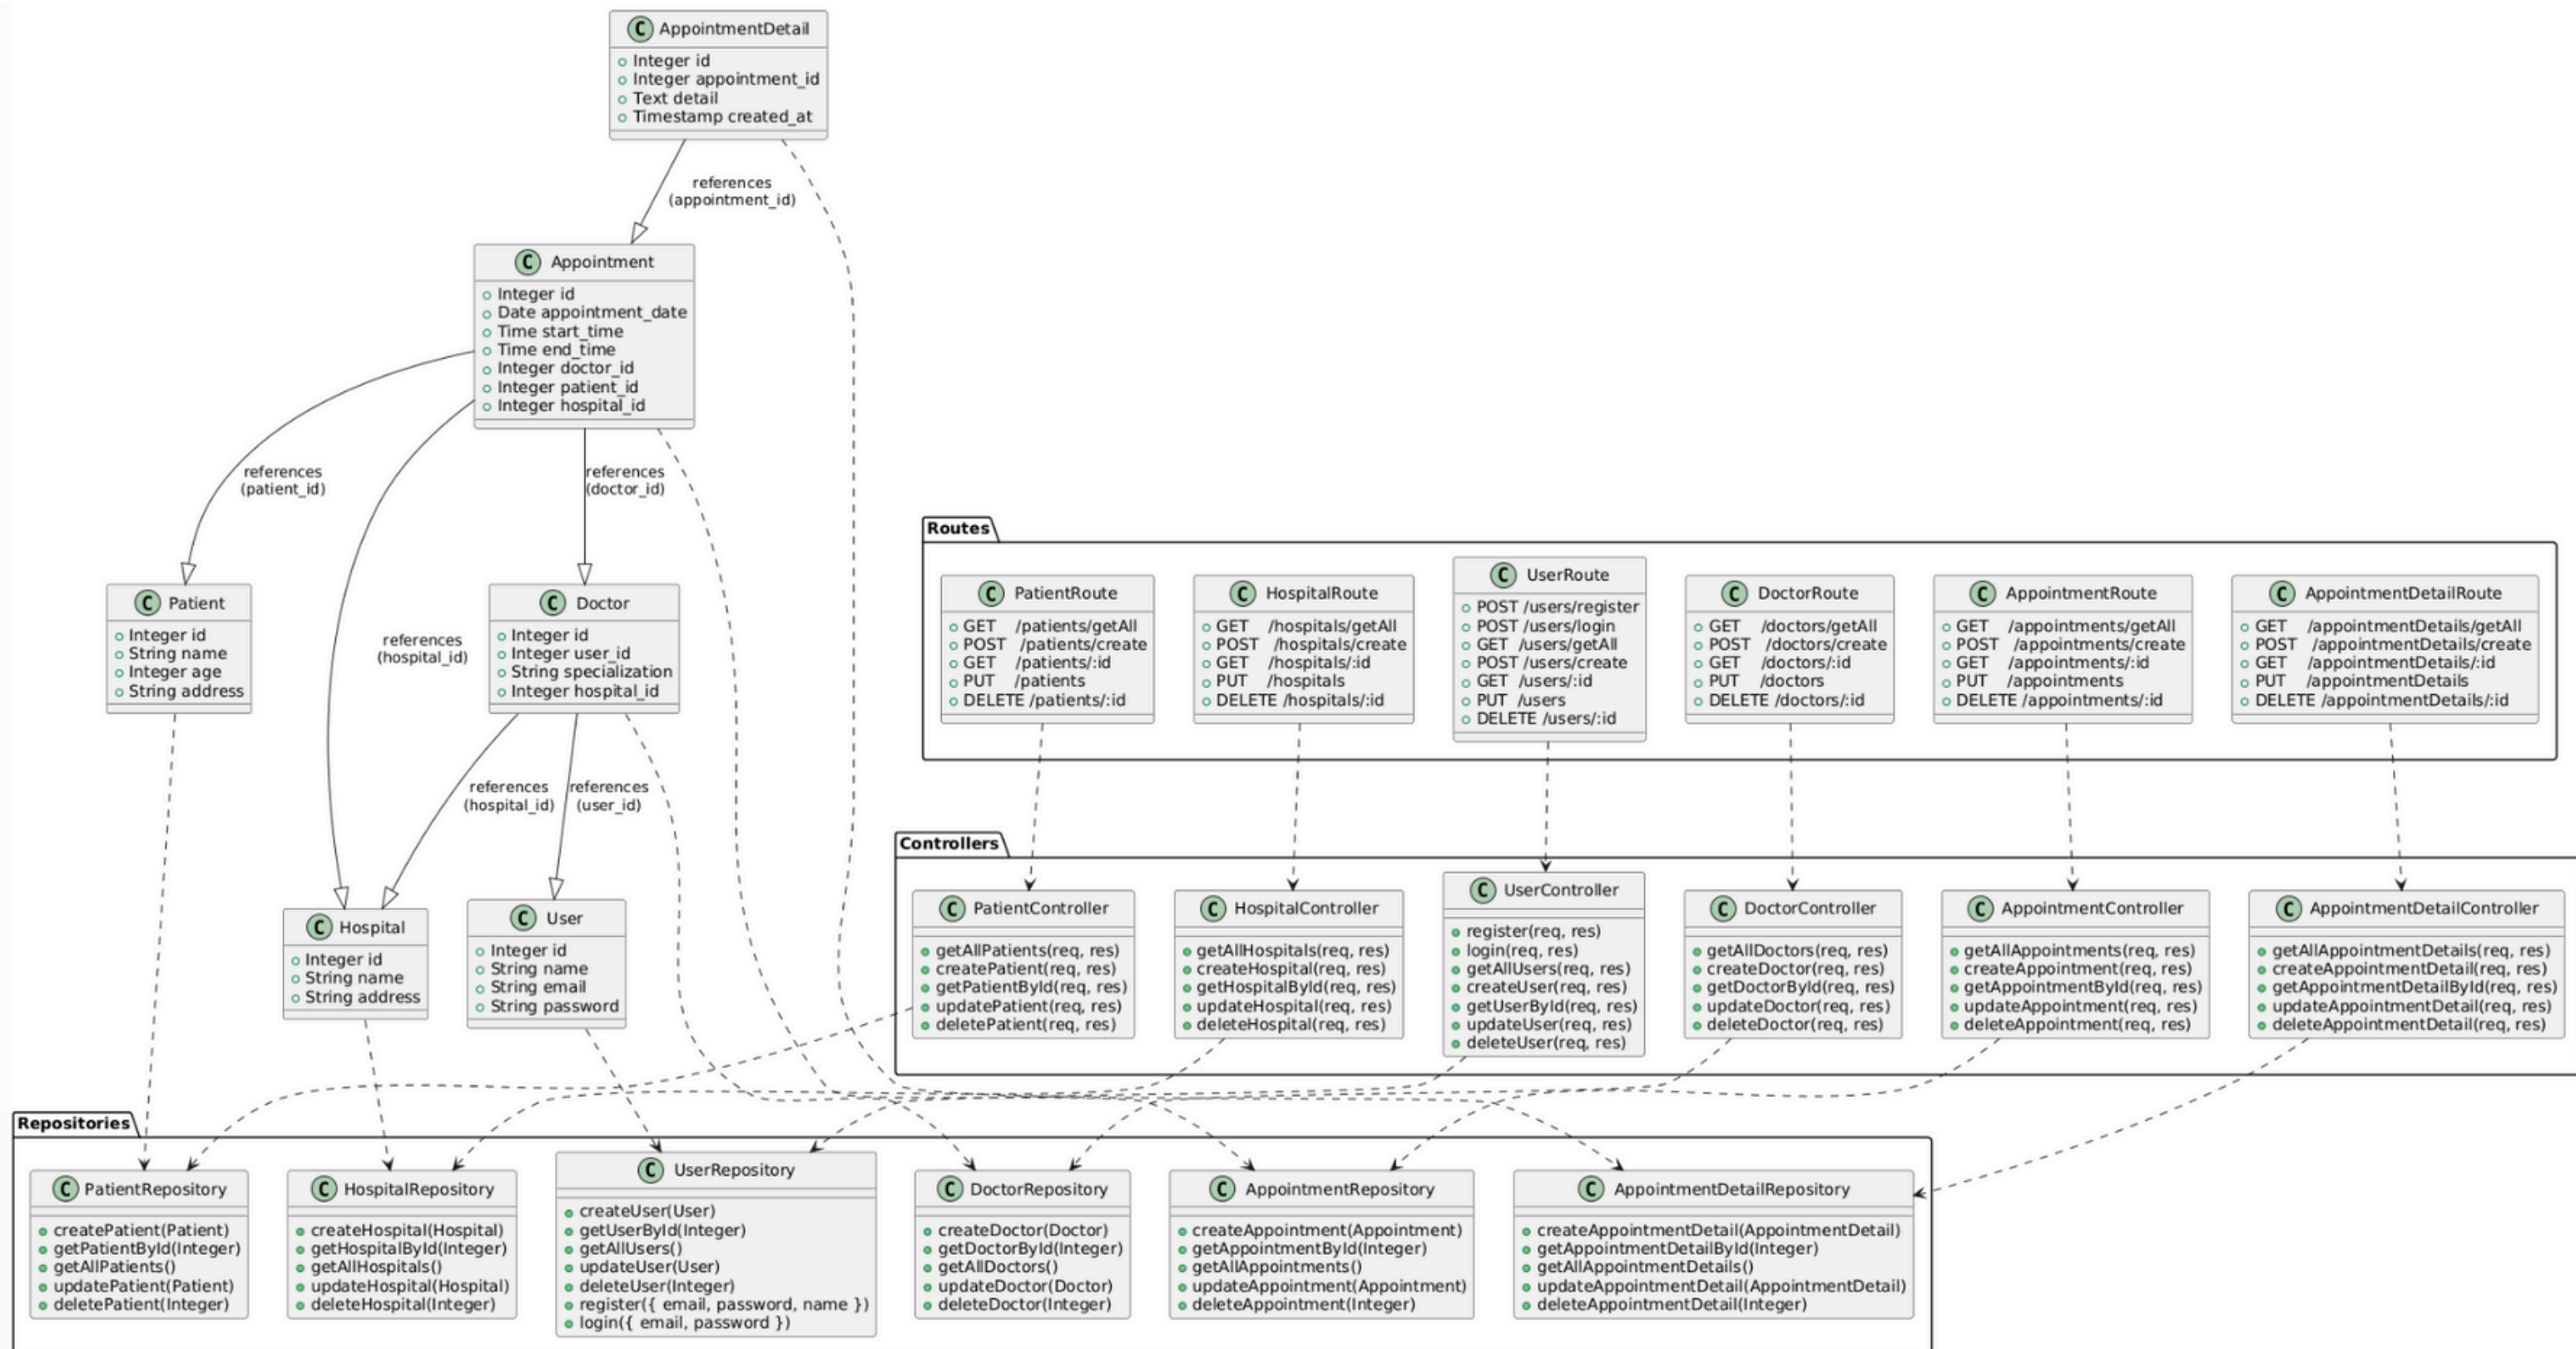 AppointmentDetail
Integer id
Integer appointment_id
Text detail
Timestamp created_at
references
(appointment_id)
Appointment
Integer id
Date appointment_date
Time start_time
Time end_time
Integer doctor_id
Integer patient_id
Integer hospital_id
references
(patient_id)
references
(doctor_id)
references
(hospital_id)
Patient
Integer id
String name
Integer age
String address
Doctor
Integer id
Integer user_id
String specialization
Integer hospital_id
references
(hospital_id)
references
(user_id)
Hospital
Integer id
String name
String address
User
Integer id
String name
String email
String password
Routes
PatientRoute
GET /patients/getAll
POST /patients/create
GET /patients/:id
PUT /patients
DELETE /patients/:id
HospitalRoute
GET /hospitals/getAll
POST /hospitals/create
GET /hospitals/:id
PUT /hospitals
DELETE /hospitals/:id
UserRoute
POST /users/register
POST /users/login
GET /users/getAll
POST /users/create
GET /users/:id
PUT /users
DELETE /users/:id
DoctorRoute
GET /doctors/getAll
POST /doctors/create
GET /doctors/:id
PUT /doctors
DELETE /doctors/:id
AppointmentRoute
GET /appointments/getAll
POST /appointments/create
GET /appointments/:id
PUT /appointments
DELETE /appointments/:id
AppointmentDetailRoute
GET /appointmentDetails/getAll
POST /appointmentDetails/create
GET /appointmentDetails/:id
PUT /appointmentDetails
DELETE /appointmentDetails/:id
Controllers
PatientController
getAllPatients(req, res)
createPatient(req, res)
getPatientById(req, res)
updatePatient(req, res)
deletePatient(req, res)
HospitalController
getAllHospitals(req, res)
createHospital(req, res)
getHospitalById(req, res)
updateHospital(req, res)
deleteHospital(req, res)
UserController
register(req, res)
login(req, res)
getAllUsers(req, res)
createUser(req, res)
getUserById(req, res)
updateUser(req, res)
deleteUser(req, res)
DoctorController
getAllDoctors(req, res)
createDoctor(req, res)
getDoctorById(req, res)
updateDoctor(req, res)
deleteDoctor(req, res)
AppointmentController
getAllAppointments(req, res)
createAppointment(req, res)
getAppointmentById(req, res)
updateAppointment(req, res)
deleteAppointment(req, res)
AppointmentDetailController
getAllAppointmentDetails(req, res)
createAppointmentDetail(req, res)
getAppointmentDetailById(req, res)
updateAppointmentDetail(req, res)
deleteAppointmentDetail(req, res)
Repositories
PatientRepository
createPatient(Patient)
getPatientById(Integer)
getAllPatients()
updatePatient(Patient)
deletePatient(Integer)
HospitalRepository
createHospital(Hospital)
getHospitalById(Integer)
getAllHospitals()
updateHospital(Hospital)
deleteHospital(Integer)
UserRepository
createUser(User)
getUserById(Integer)
getAllUsers()
updateUser(User)
deleteUser(Integer)
register({ email, password, name })
login({ email, password })
DoctorRepository
createDoctor(Doctor)
getDoctorById(Integer)
getAllDoctors()
updateDoctor(Doctor)
deleteDoctor(Integer)
AppointmentRepository
createAppointment(Appointment)
getAppointmentById(Integer)
getAllAppointments()
updateAppointment(Appointment)
deleteAppointment(Integer)
AppointmentDetailRepository
createAppointmentDetail(AppointmentDetail)
getAppointmentDetailById(Integer)
getAllAppointmentDetails()
updateAppointmentDetail(AppointmentDetail)
deleteAppointmentDetail(Integer)